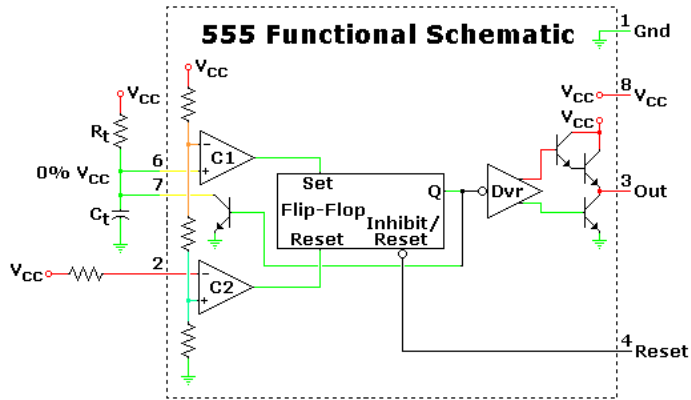 555 Functional Schematic
1 Gnd
VCC
VCC
VCC 8 VCC
VCC
Rt
6
− C1
+
0% VCC
7
Set
Q
Dvr
3 Out
Ct
Flip-Flop
Inhibit/
Reset
Reset
VCC
2
− C2
+
4
Reset